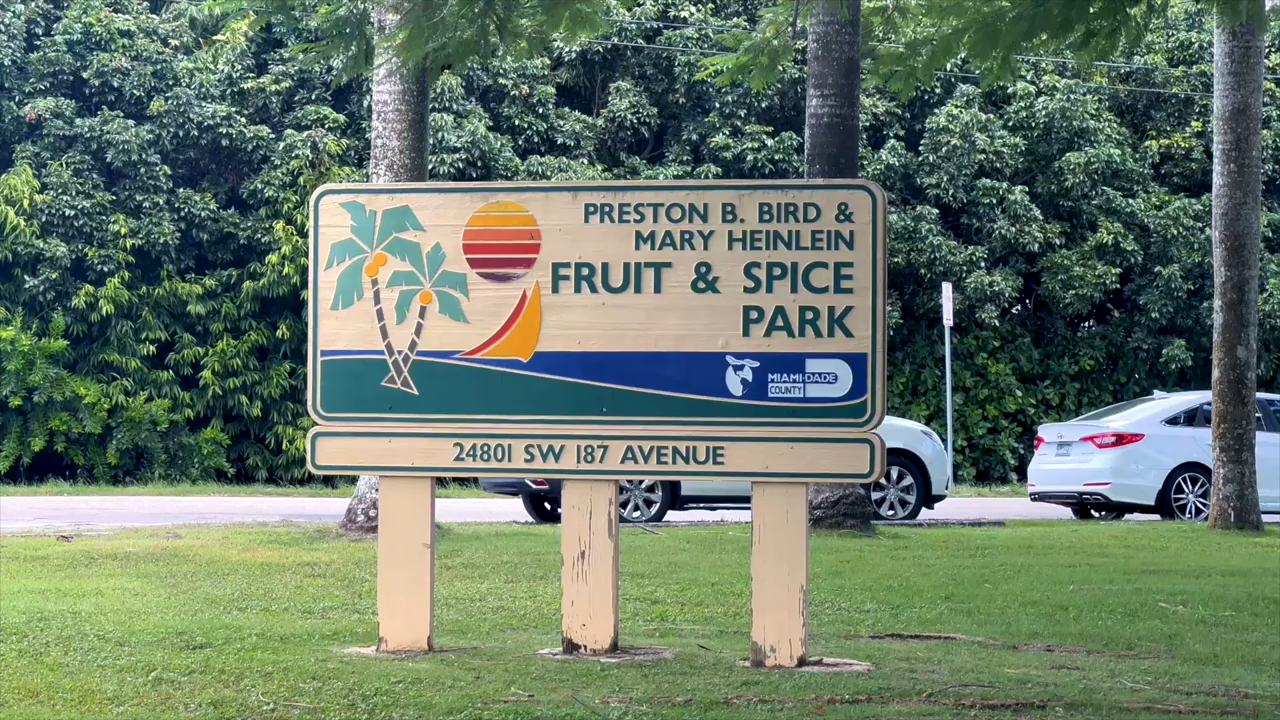 PRESTON B. BIRD &
MARY HEINLEIN
FRUIT & SPICE
PARK
MIAMI-DADE
COUNTY
24801 SW 187 AVENUE